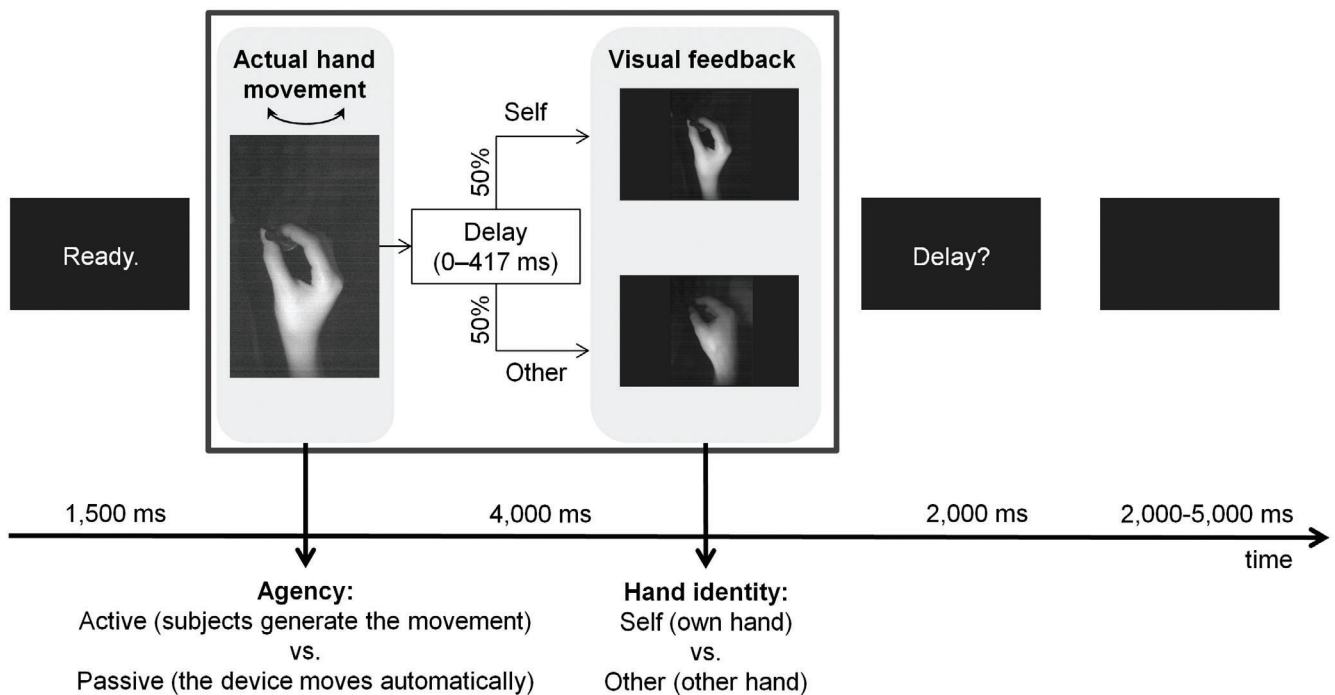 Actual hand
movement
Visual feedback
Self
50%
Ready.
Delay
(0–417 ms)
Delay?
50%
Other
1,500 ms
4,000 ms
2,000 ms
2,000-5,000 ms
time
Agency:
Active (subjects generate the movement)
vs.
Passive (the device moves automatically)
Hand identity:
Self (own hand)
vs.
Other (other hand)